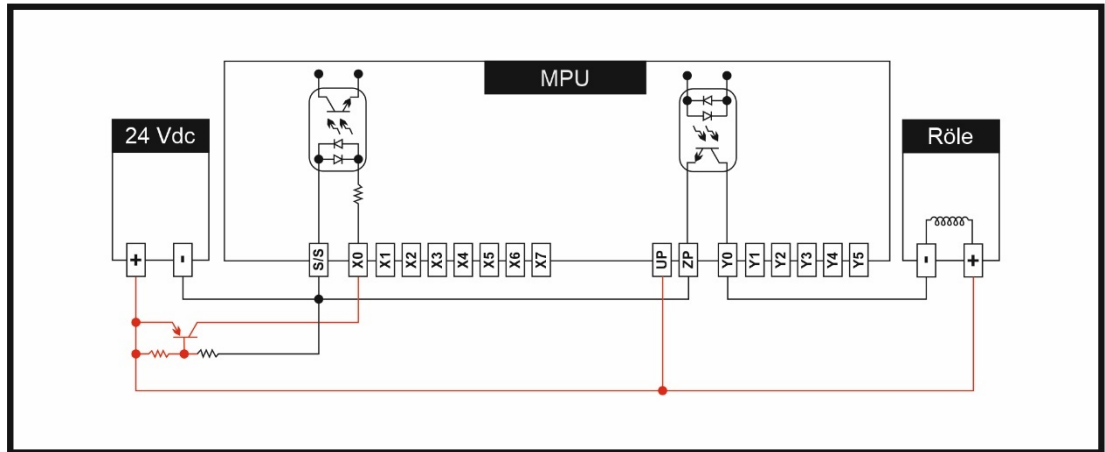 MPU
24 Vdc
Röle
+
-
S/S
X0
X1
X2
X3
X4
X5
X6
X7
UP
ZP
Y0
Y1
Y2
Y3
Y4
Y5
-
+